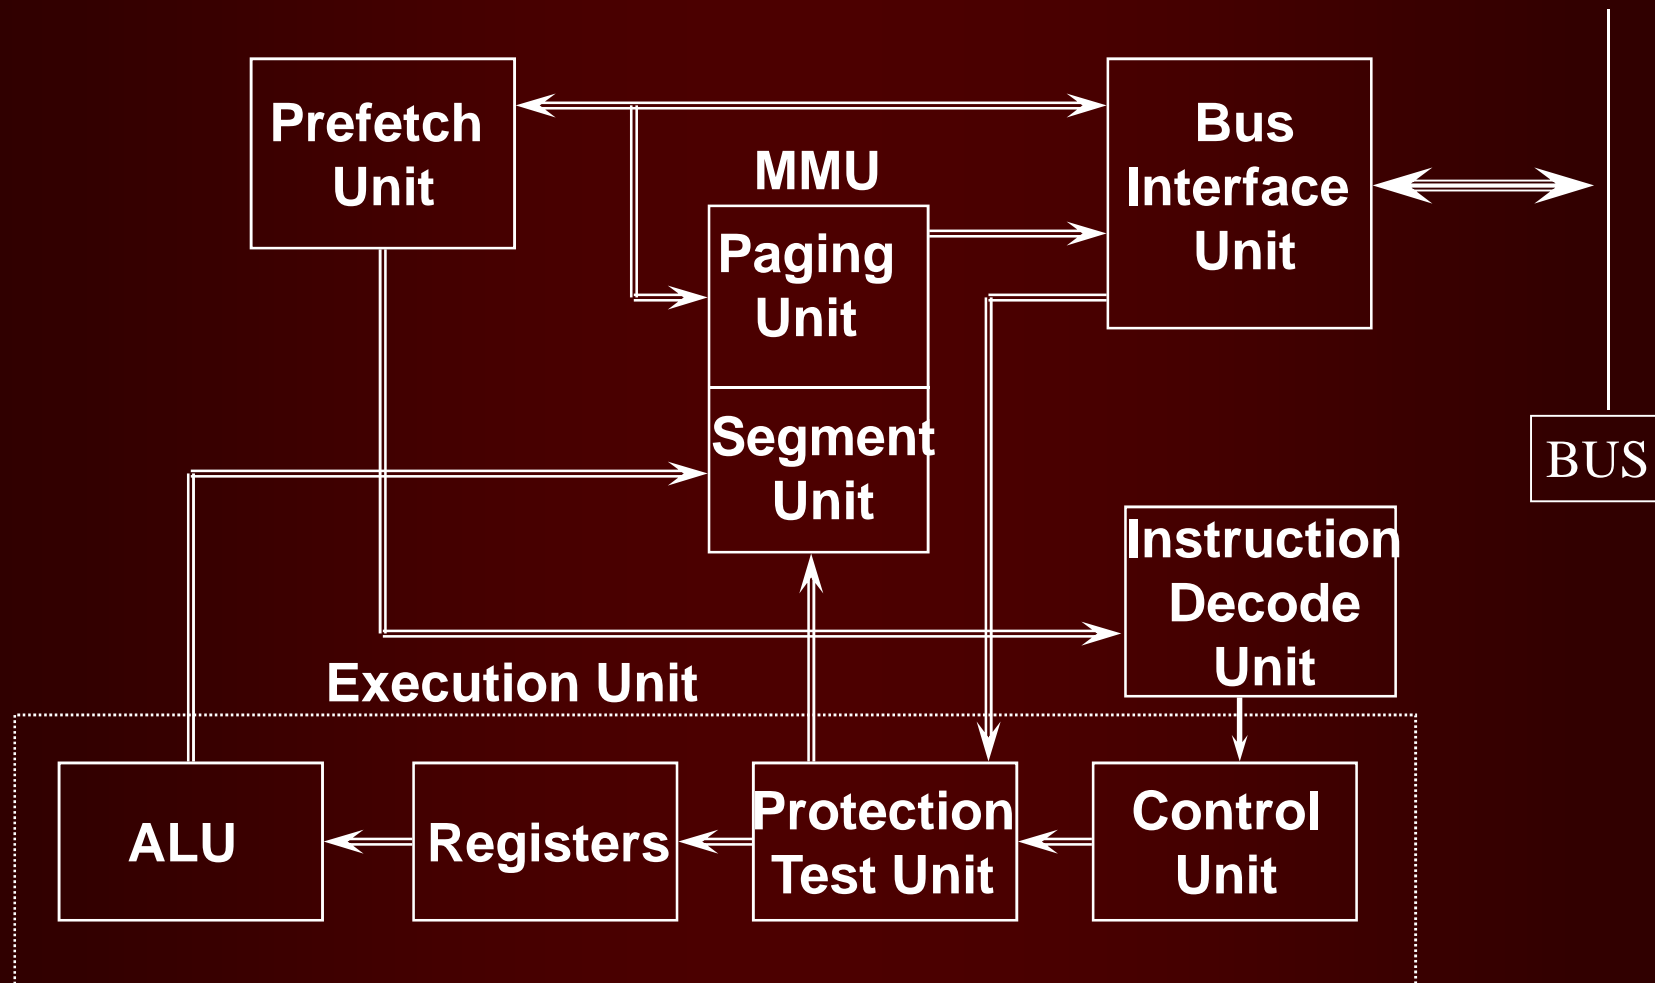 Prefetch
Unit
Bus
Interface
Unit
MMU
Paging
Unit
Segment
Unit
BUS
Instruction
Decode
Unit
Execution Unit
ALU
Registers
Protection
Test Unit
Control
Unit